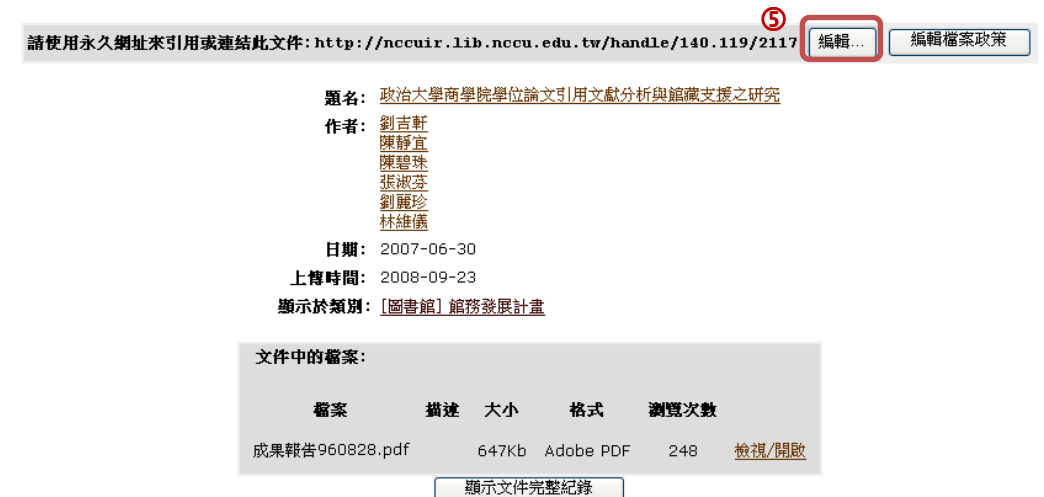 ⑤
請使用永久網址來引用或連結此文件: http://nccuir.lib.nccu.edu.tw/handle/140.119/2117 編輯... 編輯檔案政策
題名: 政治大學商學院學位論文引用文獻分析與館藏支援之研究
作者: 劉吉軒
陳靜宜
陳碧珠
張淑芬
劉麗珍
林維儀
日期: 2007-06-30
上傳時間: 2008-09-23
顯示於類別: [圖書館] 館務發展計畫
文件中的檔案:
檔案 描述 大小 格式 瀏覽次數
成果報告960828.pdf 647Kb Adobe PDF 248 檢視/開啟
顯示文件完整紀錄